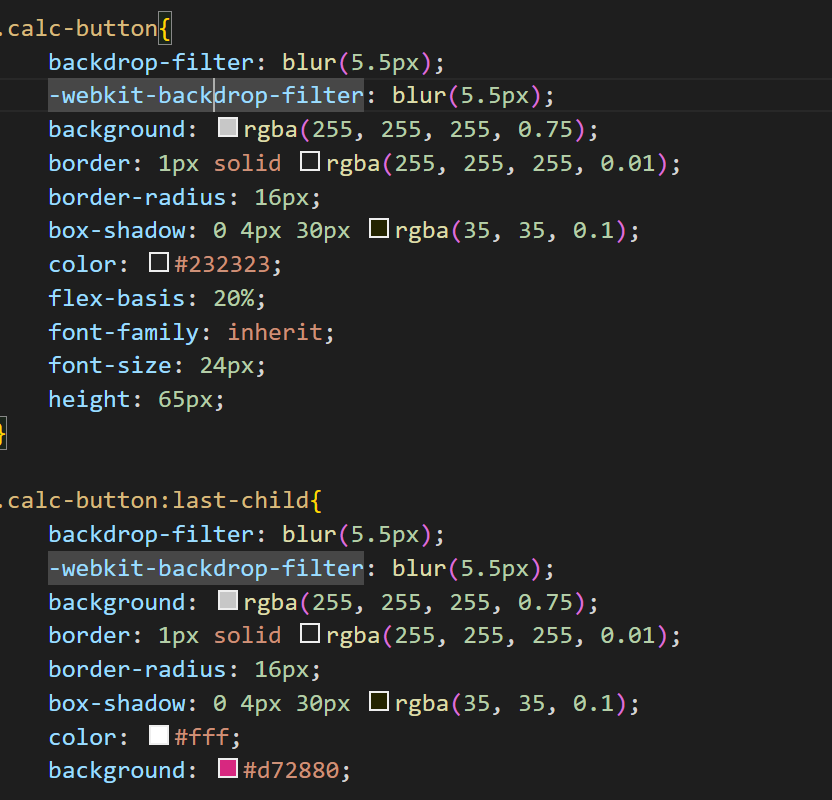 .calc-button{
    backdrop-filter: blur(5.5px);
    -webkit-backdrop-filter: blur(5.5px);
    background: rgba(255, 255, 255, 0.75);
    border: 1px solid rgba(255, 255, 255, 0.01);
    border-radius: 16px;
    box-shadow: 0 4px 30px rgba(35, 35, 0.1);
    color: #232323;
    flex-basis: 20%;
    font-family: inherit;
    font-size: 24px;
    height: 65px;
}
.calc-button:last-child{
    backdrop-filter: blur(5.5px);
    -webkit-backdrop-filter: blur(5.5px);
    background: rgba(255, 255, 255, 0.75);
    border: 1px solid rgba(255, 255, 255, 0.01);
    border-radius: 16px;
    box-shadow: 0 4px 30px rgba(35, 35, 0.1);
    color: #fff;
    background: #d72880;